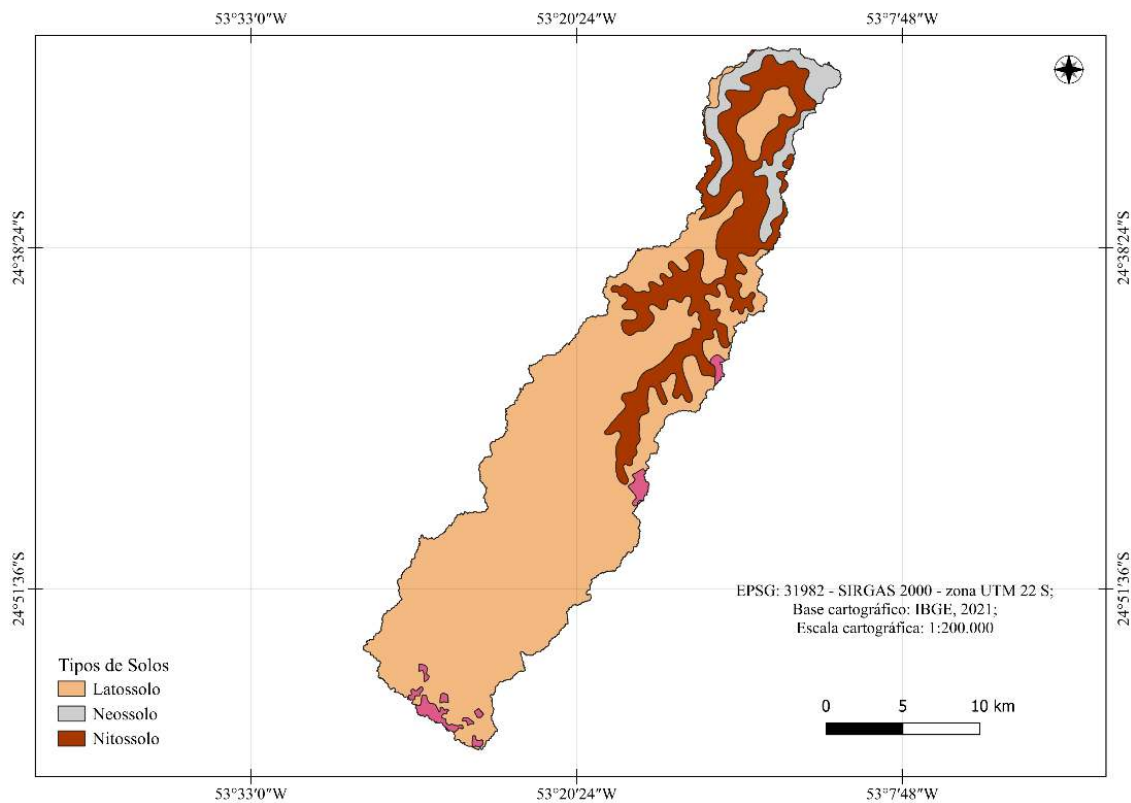 53°33'0"W 53°20'24"W 53°7'48"W
24°38'24"S 24°38'24"S
24°51'36"S 24°51'36"S
EPSG: 31982 - SIRGAS 2000 - zona UTM 22 S;
Base cartográfico: IBGE, 2021;
Escala cartográfica: 1:200.000
Tipos de Solos
Latossolo
Neossolo
Nitossolo
0 5 10 km
53°33'0"W 53°20'24"W 53°7'48"W